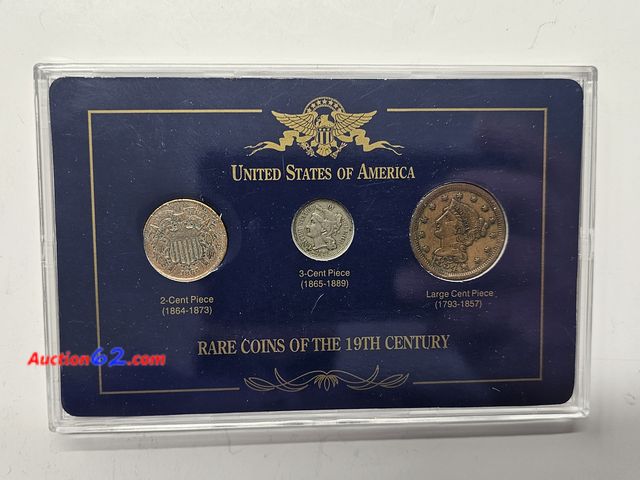 UNITED STATES OF AMERICA
2-Cent Piece
(1864-1873)
3-Cent Piece
(1865-1889)
Large Cent Piece
(1793-1857)
RARE COINS OF THE 19TH CENTURY
Auction62.com